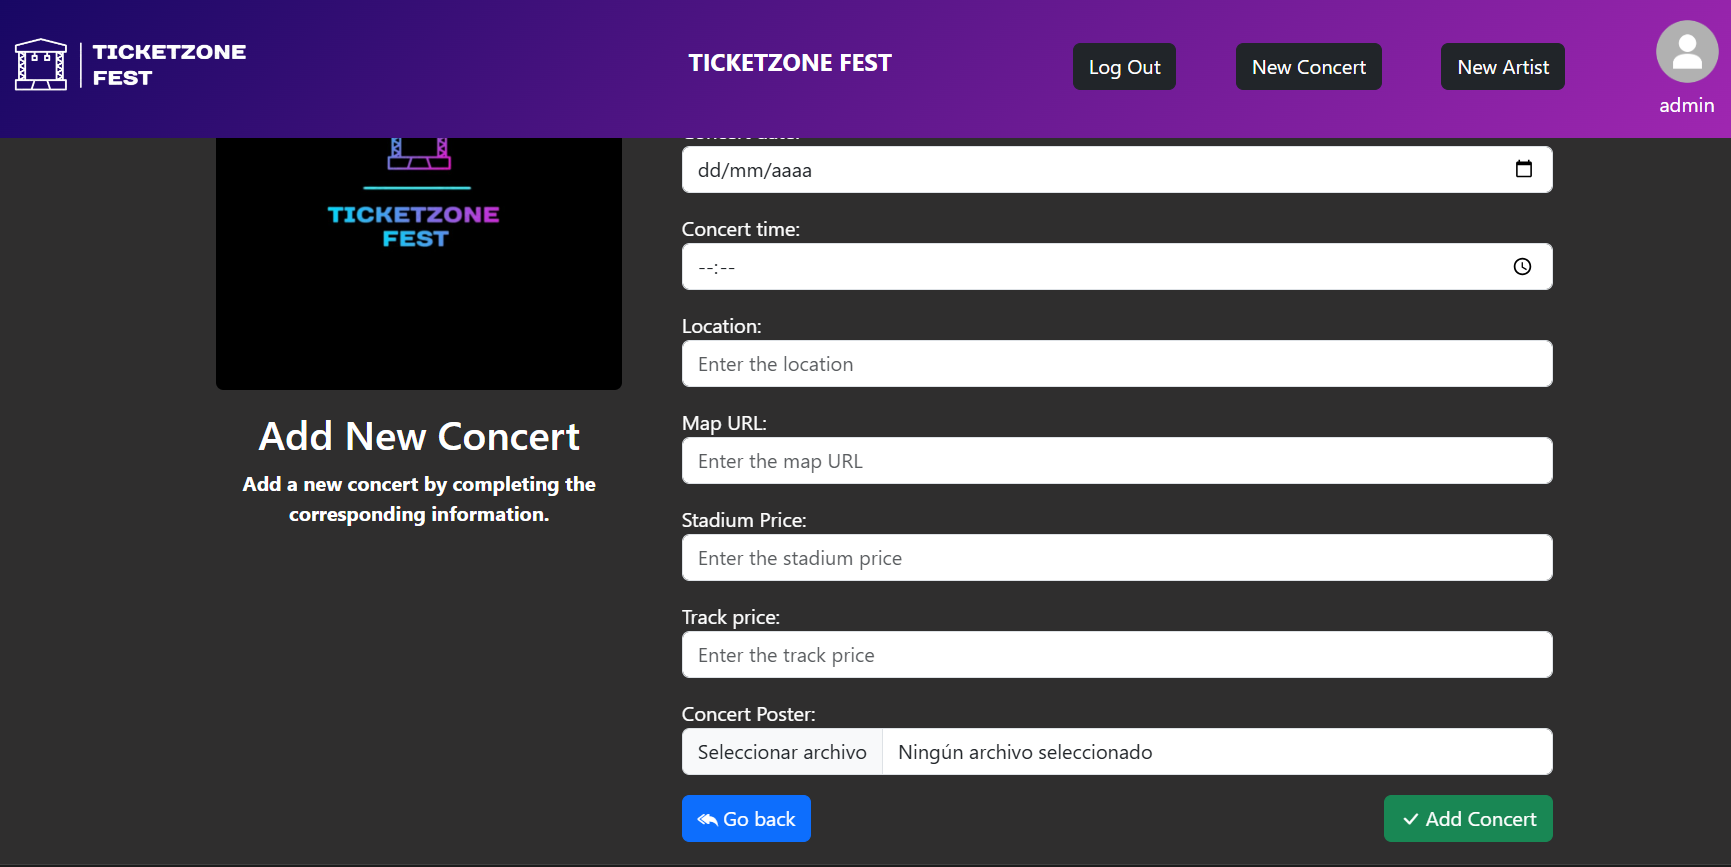 TICKETZONE
FEST
TICKETZONE FEST
Log Out
New Concert
New Artist
admin
TICKETZONE
FEST
Add New Concert
Add a new concert by completing the
corresponding information.
dd/mm/aaaa
Concert time:
--:--
Location:
Enter the location
Map URL:
Enter the map URL
Stadium Price:
Enter the stadium price
Track price:
Enter the track price
Concert Poster:
Seleccionar archivo
Ningún archivo seleccionado
Go back
Add Concert